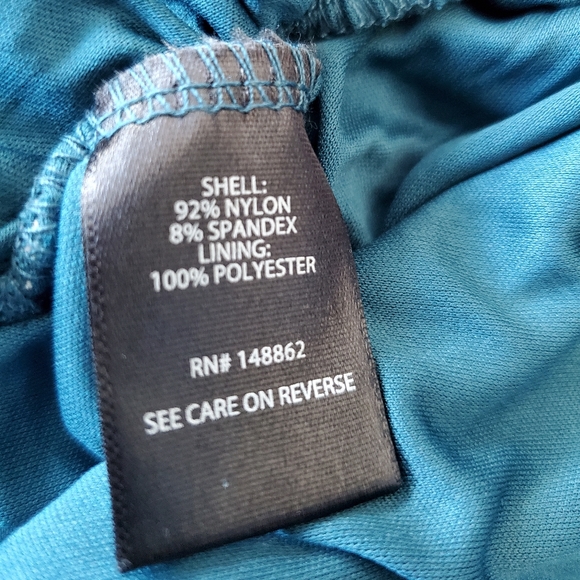 SHELL:
92% NYLON
8% SPANDEX
LINING:
100% POLYESTER
RN# 148862
SEE CARE ON REVERSE